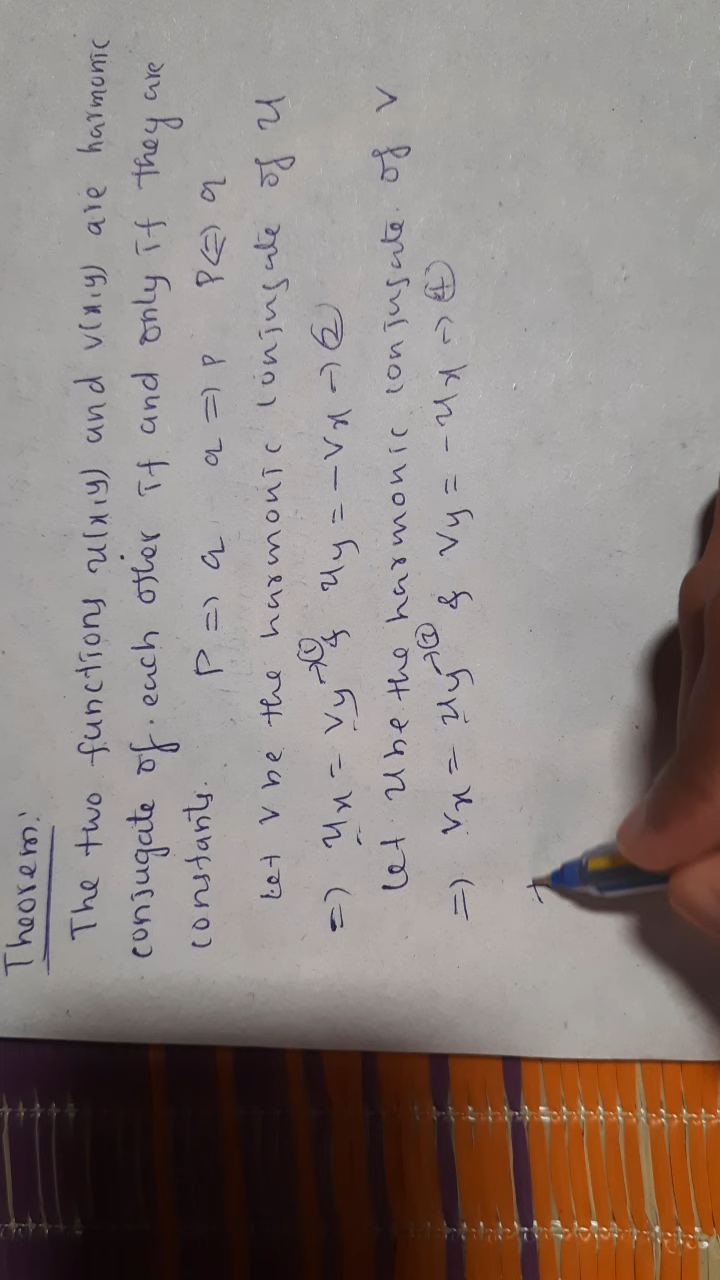 Theorem:
The two functions u(x,y) and v(x,y) are harmonic
conjugate of each other if and only if they are
constants. P => q q => P P <=> q
Let v be the harmonic conjugate of u
=> ux = vy →① & uy = -vx →②
Let u be the harmonic conjugate of v
=> vx = uy →③ & vy = -ux →④